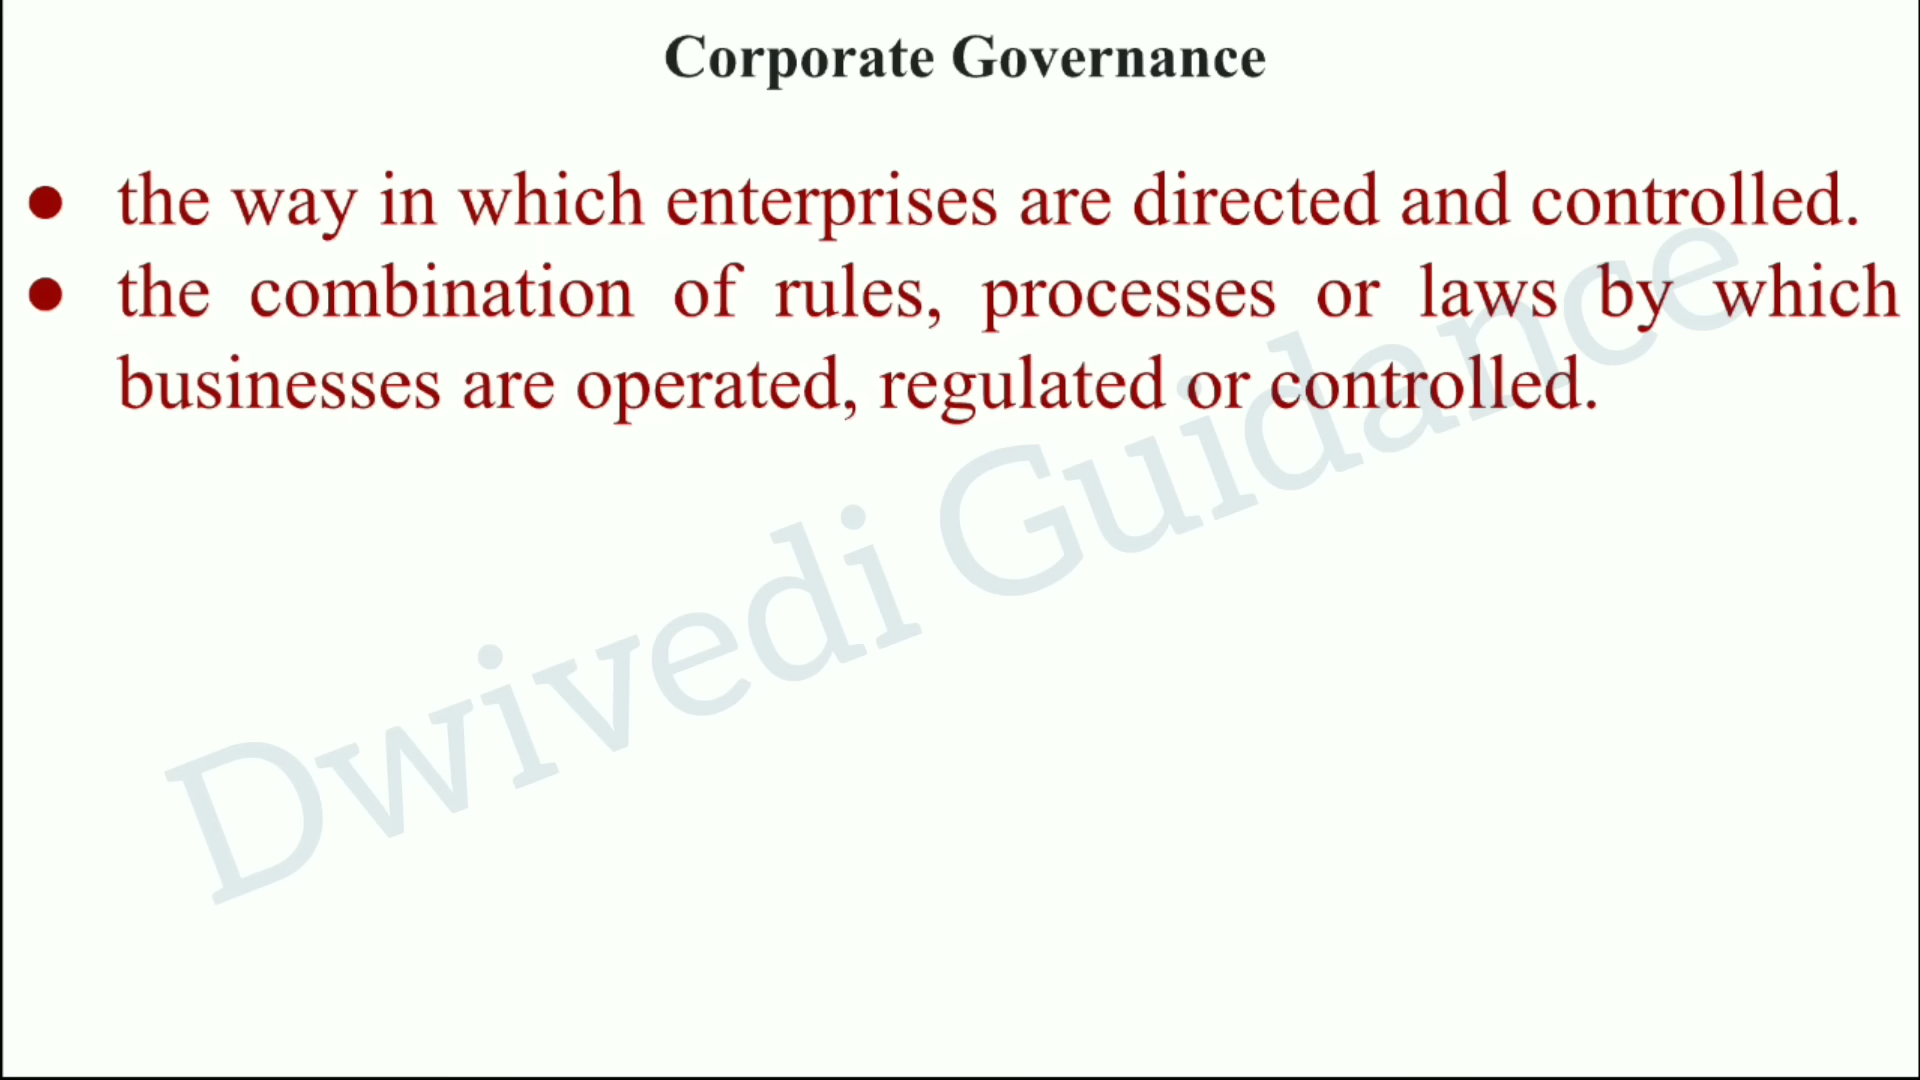 Corporate Governance
● the way in which enterprises are directed and controlled.
● the combination of rules, processes or laws by which
businesses are operated, regulated or controlled.
Dwivedi Guidance